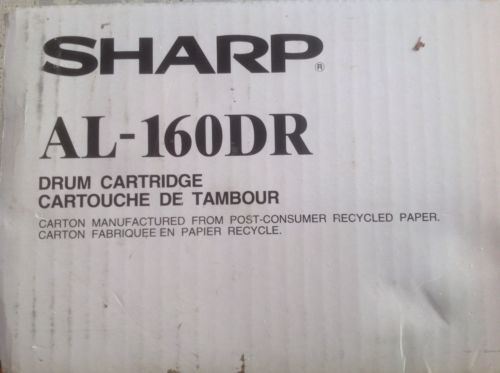 SHARP®
AL-160DR
DRUM CARTRIDGE
CARTOUCHE DE TAMBOUR
CARTON MANUFACTURED FROM POST-CONSUMER RECYCLED PAPER.
CARTON FABRIQUEE EN PAPIER RECYCLE.